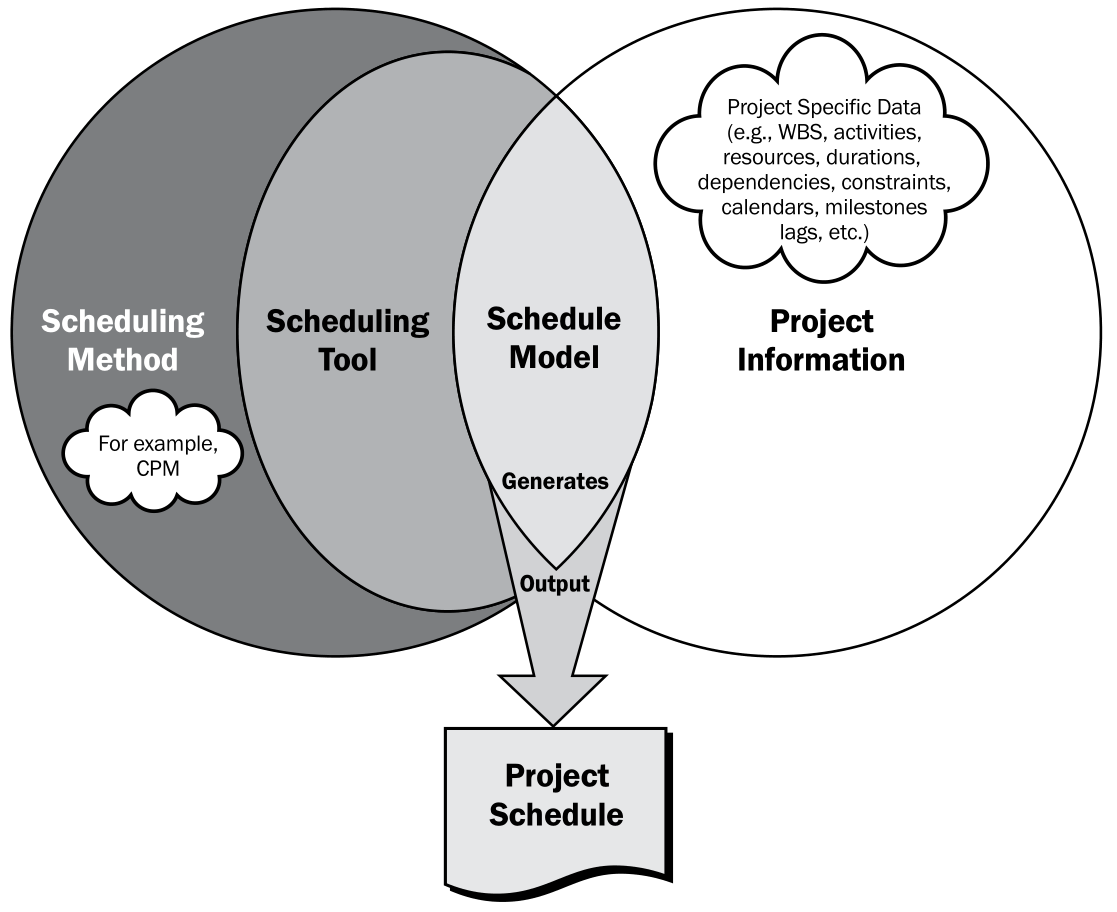 Project Specific Data
(e.g., WBS, activities,
resources, durations,
dependencies, constraints,
calendars, milestones
lags, etc.)
Scheduling
Method
Scheduling
Tool
Schedule
Model
Project
Information
For example,
CPM
Generates
Output
Project
Schedule